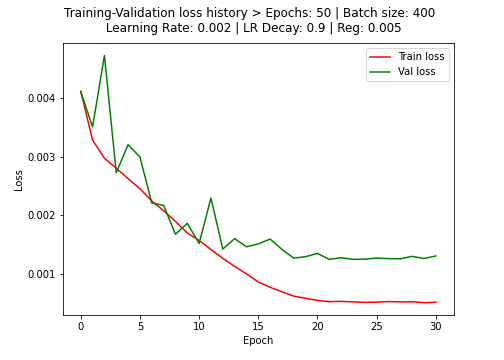 Training-Validation loss history > Epochs: 50 | Batch size: 400
Learning Rate: 0.002 | LR Decay: 0.9 | Reg: 0.005
Train loss
Val loss
0.004
0.003
0.002
0.001
Loss
0 5 10 15 20 25 30
Epoch